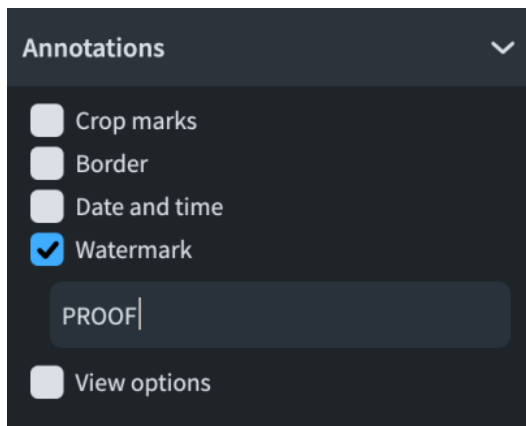 Annotations
Crop marks
Border
Date and time
Watermark
PROOF
View options